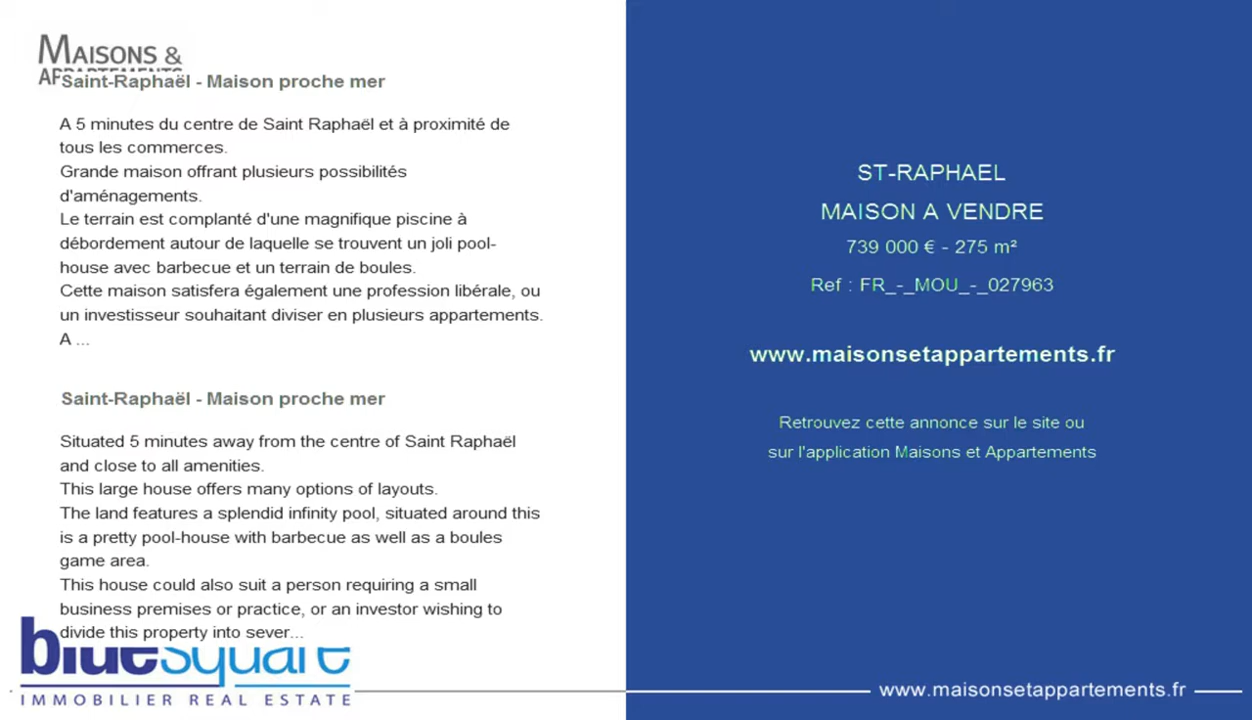 MAISONS &
APPARTEMENTS
Saint-Raphaël - Maison proche mer
A 5 minutes du centre de Saint Raphaël et à proximité de
tous les commerces.
Grande maison offrant plusieurs possibilités
d'aménagements.
Le terrain est complanté d'une magnifique piscine à
débordement autour de laquelle se trouvent un joli pool-
house avec barbecue et un terrain de boules.
Cette maison satisfera également une profession libérale, ou
un investisseur souhaitant diviser en plusieurs appartements.
A ...
Saint-Raphaël - Maison proche mer
Situated 5 minutes away from the centre of Saint Raphaël
and close to all amenities.
This large house offers many options of layouts.
The land features a splendid infinity pool, situated around this
is a pretty pool-house with barbecue as well as a boules
game area.
This house could also suit a person requiring a small
business premises or practice, or an investor wishing to
divide this property into sever...
bluesquare
IMMOBILIER REAL ESTATE
ST-RAPHAEL
MAISON A VENDRE
739 000 € - 275 m²
Ref : FR_-_MOU_-_027963
www.maisonsetappartements.fr
Retrouvez cette annonce sur le site ou
sur l'application Maisons et Appartements
www.maisonsetappartements.fr